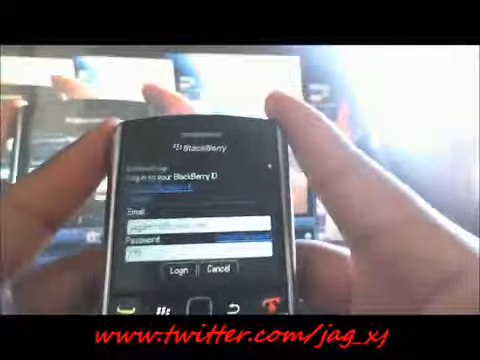 BlackBerry
Log in to your BlackBerry ID
Email
Password
Login Cancel
www.twitter.com/jag_xj